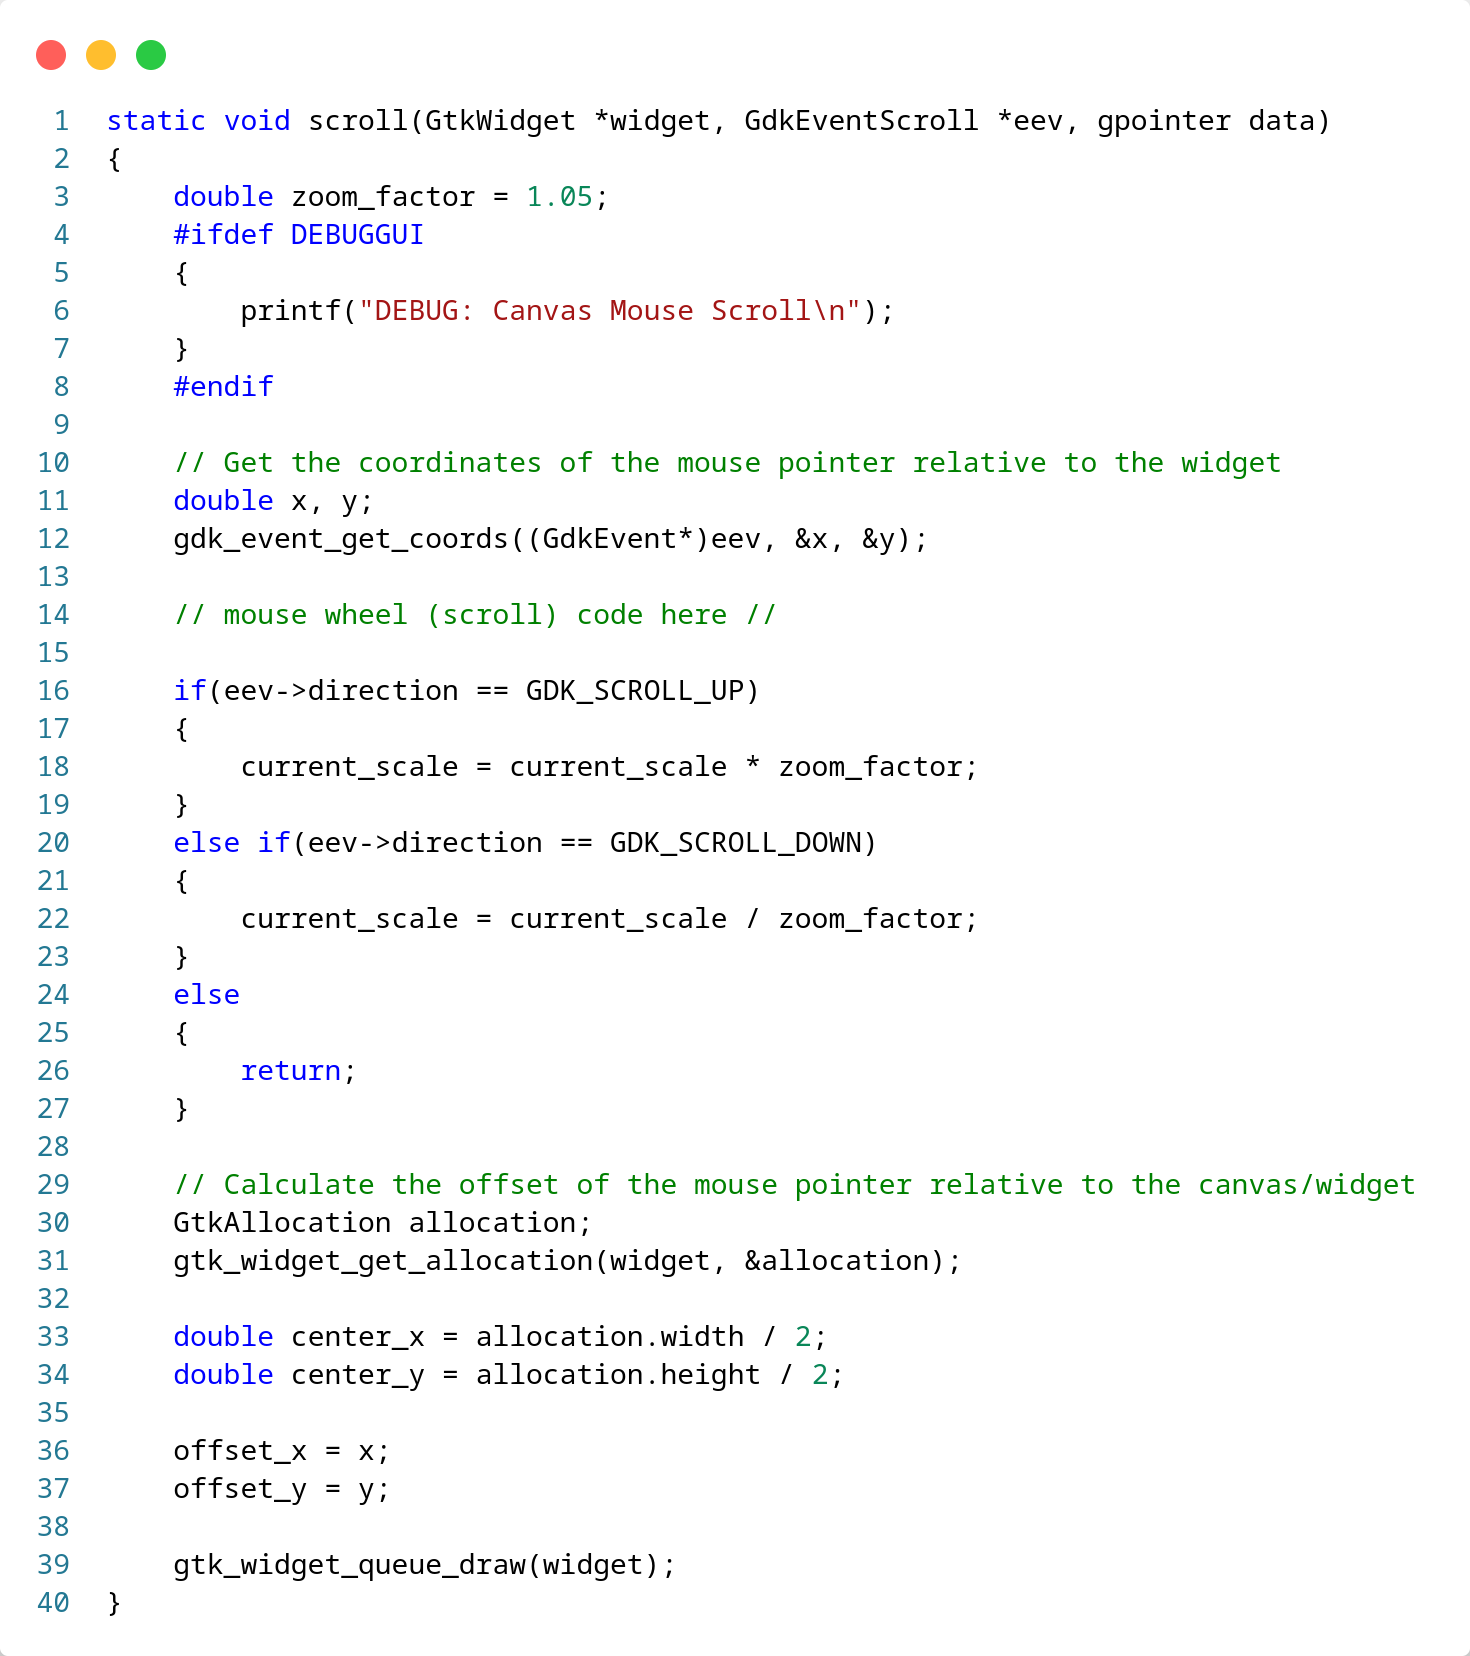 1 static void scroll(GtkWidget *widget, GdkEventScroll *eev, gpointer data)
2 {
3     double zoom_factor = 1.05;
4     #ifdef DEBUGGUI
5     {
6         printf("DEBUG: Canvas Mouse Scroll\n");
7     }
8     #endif
9
10     // Get the coordinates of the mouse pointer relative to the widget
11     double x, y;
12     gdk_event_get_coords((GdkEvent*)eev, &x, &y);
13
14     // mouse wheel (scroll) code here //
15
16     if(eev->direction == GDK_SCROLL_UP)
17     {
18         current_scale = current_scale * zoom_factor;
19     }
20     else if(eev->direction == GDK_SCROLL_DOWN)
21     {
22         current_scale = current_scale / zoom_factor;
23     }
24     else
25     {
26         return;
27     }
28
29     // Calculate the offset of the mouse pointer relative to the canvas/widget
30     GtkAllocation allocation;
31     gtk_widget_get_allocation(widget, &allocation);
32
33     double center_x = allocation.width / 2;
34     double center_y = allocation.height / 2;
35
36     offset_x = x;
37     offset_y = y;
38
39     gtk_widget_queue_draw(widget);
40 }